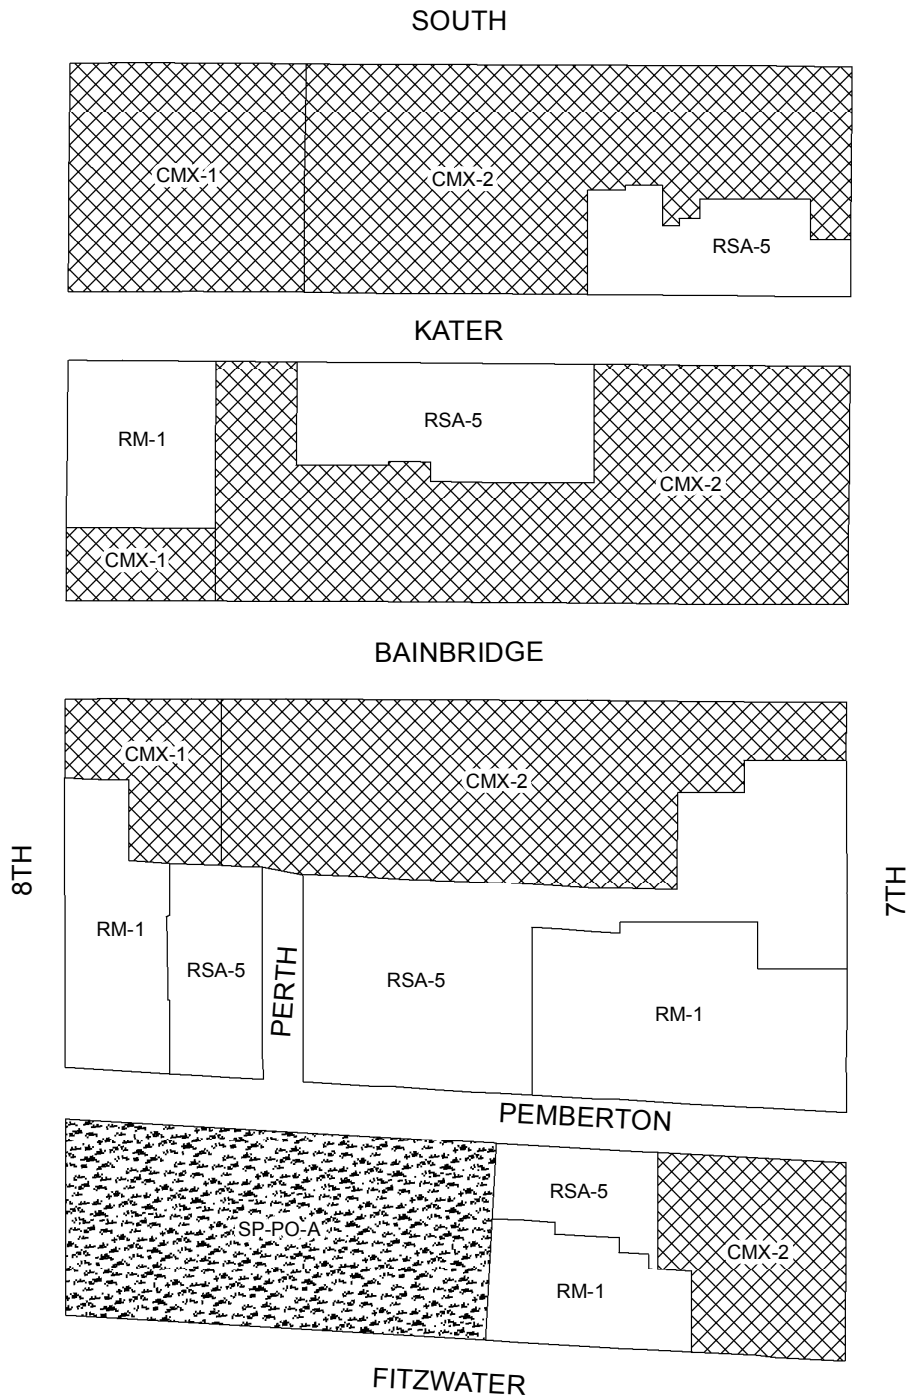 SOUTH
CMX-1
CMX-2
RSA-5
KATER
RM-1
RSA-5
CMX-2
CMX-1
BAINBRIDGE
CMX-1
CMX-2
8TH
7TH
RM-1
RSA-5
PERTH
RSA-5
RM-1
PEMBERTON
SP-PO-A
RSA-5
CMX-2
RM-1
FITZWATER